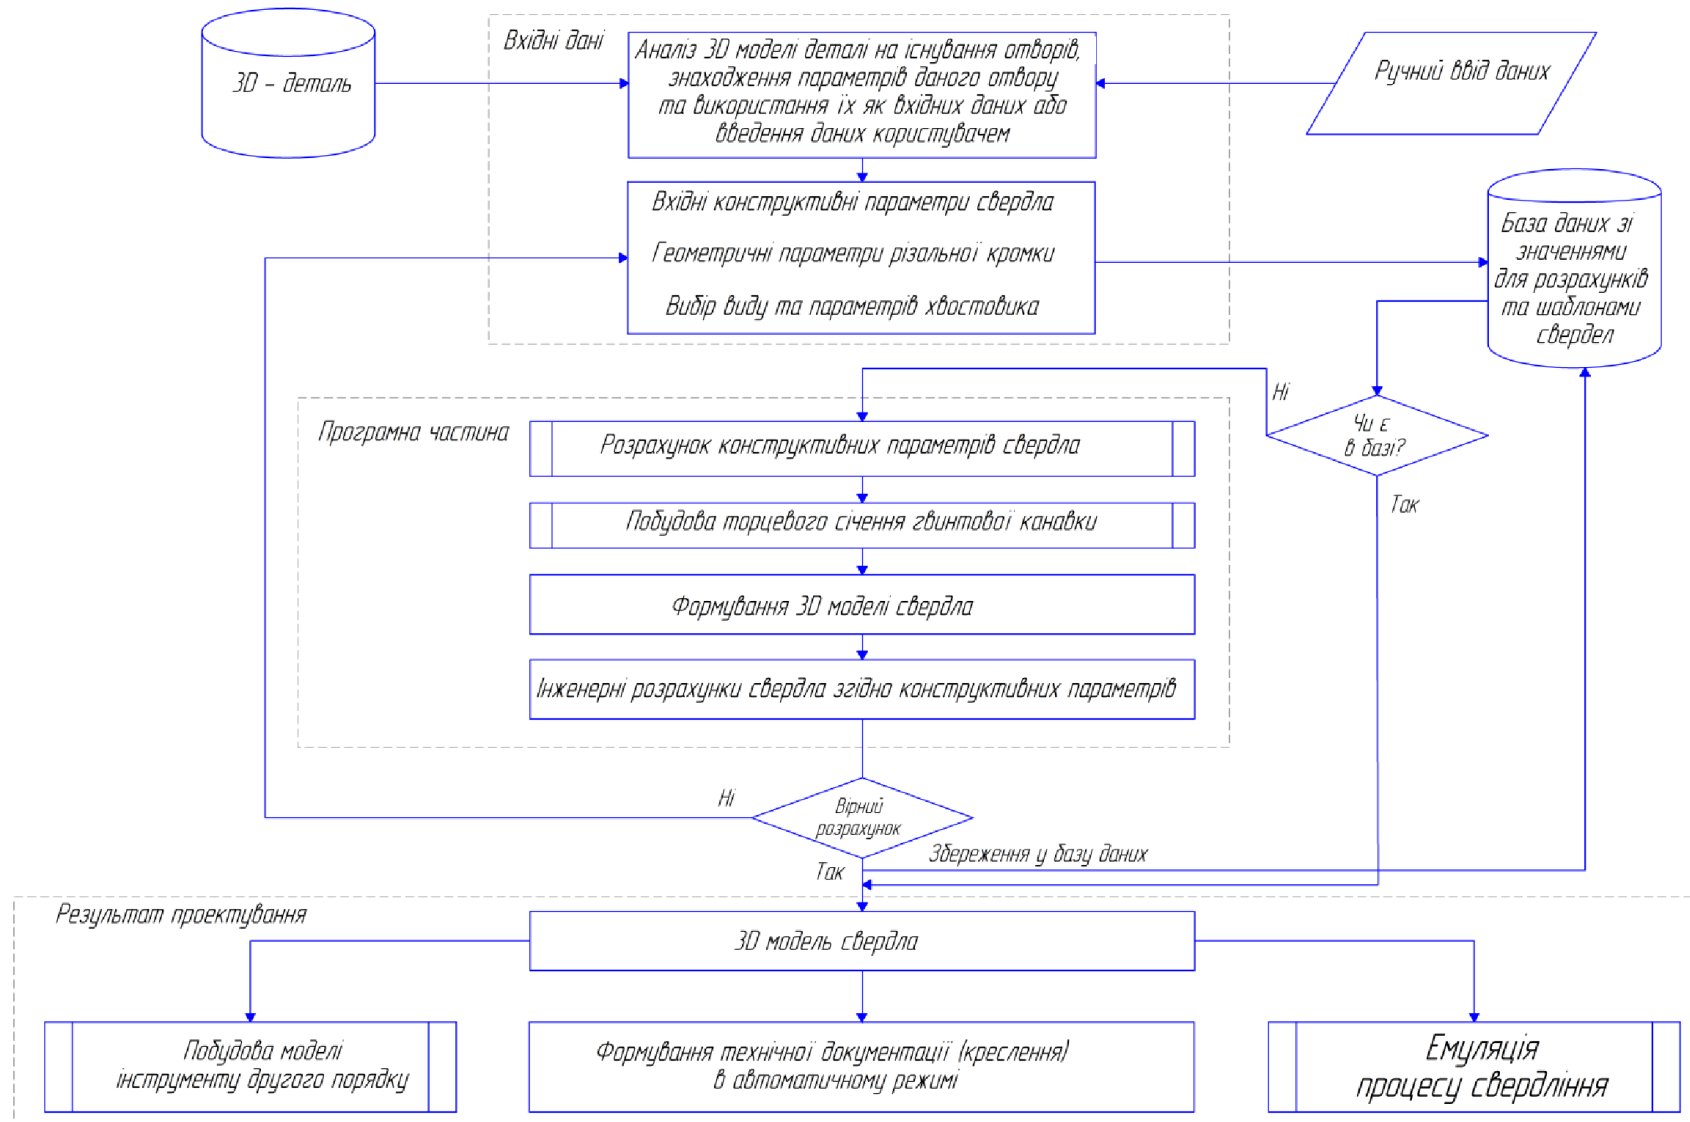 3D – деталь
Вхідні дані
Аналіз 3D моделі деталі на існування отворів,
знаходження параметрів даного отвору
та використання їх як вхідних даних або
введення даних користувачем
Ручний ввід даних
Вхідні конструктивні параметри свердла
Геометричні параметри різальної кромки
Вибір виду та параметрів хвостовика
База даних зі
значеннями
для розрахунків
та шаблонами
свердел
Ні
Чи є
в базі?
Так
Програмна частина
Розрахунок конструктивних параметрів свердла
Побудова торцевого січення гвинтової канавки
Формування 3D моделі свердла
Інженерні розрахунки свердла згідно конструктивних параметрів
Ні
Вірний
розрахунок
Так
Збереження у базу даних
Результат проектування
3D модель свердла
Побудова моделі
інструменту другого порядку
Формування технічної документації (креслення)
в автоматичному режимі
Емуляція
процесу свердління